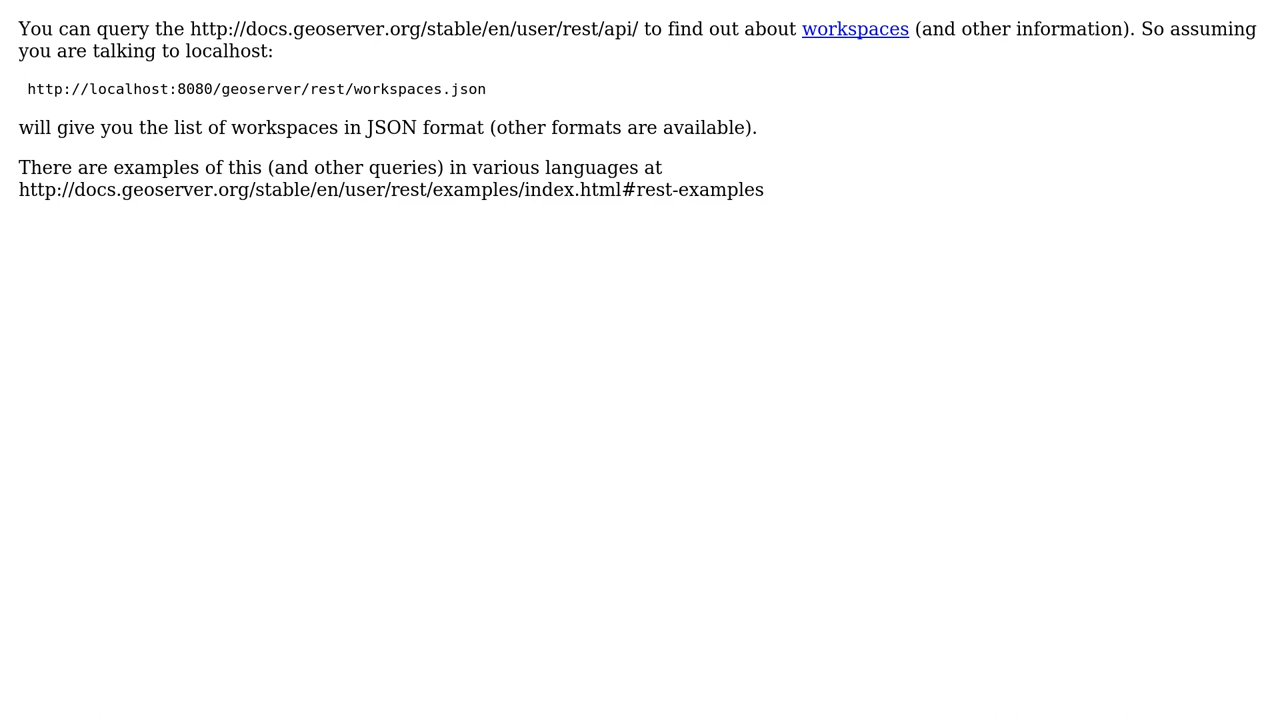 You can query the http://docs.geoserver.org/stable/en/user/rest/api/ to find out about workspaces (and other information). So assuming
you are talking to localhost:
http://localhost:8080/geoserver/rest/workspaces.json
will give you the list of workspaces in JSON format (other formats are available).
There are examples of this (and other queries) in various languages at
http://docs.geoserver.org/stable/en/user/rest/examples/index.html#rest-examples